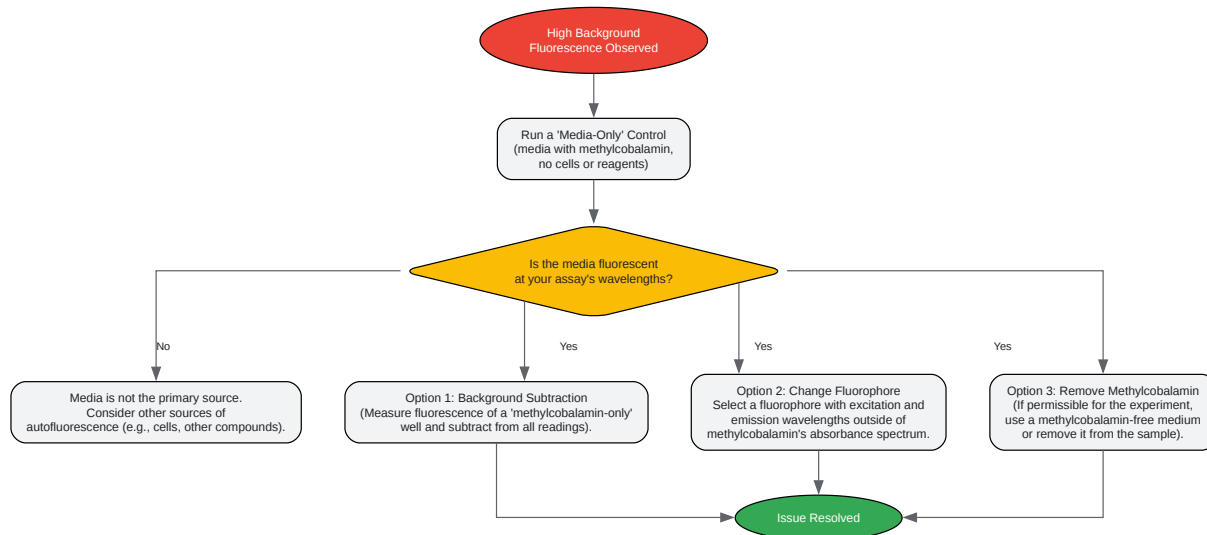 High Background
Fluorescence Observed
Run a 'Media-Only' Control
(media with methylcobalamin,
no cells or reagents)
Is the media fluorescent
at your assay's wavelengths?
No
Yes
Yes
Yes
Media is not the primary source.
Consider other sources of
autofluorescence (e.g., cells, other compounds).
Option 1: Background Subtraction
(Measure fluorescence of a 'methylcobalamin-only'
well and subtract from all readings).
Option 2: Change Fluorophore
Select a fluorophore with excitation and
emission wavelengths outside of
methylcobalamin's absorbance spectrum.
Option 3: Remove Methylcobalamin
(If permissible for the experiment,
use a methylcobalamin-free medium
or remove it from the sample).
Issue Resolved